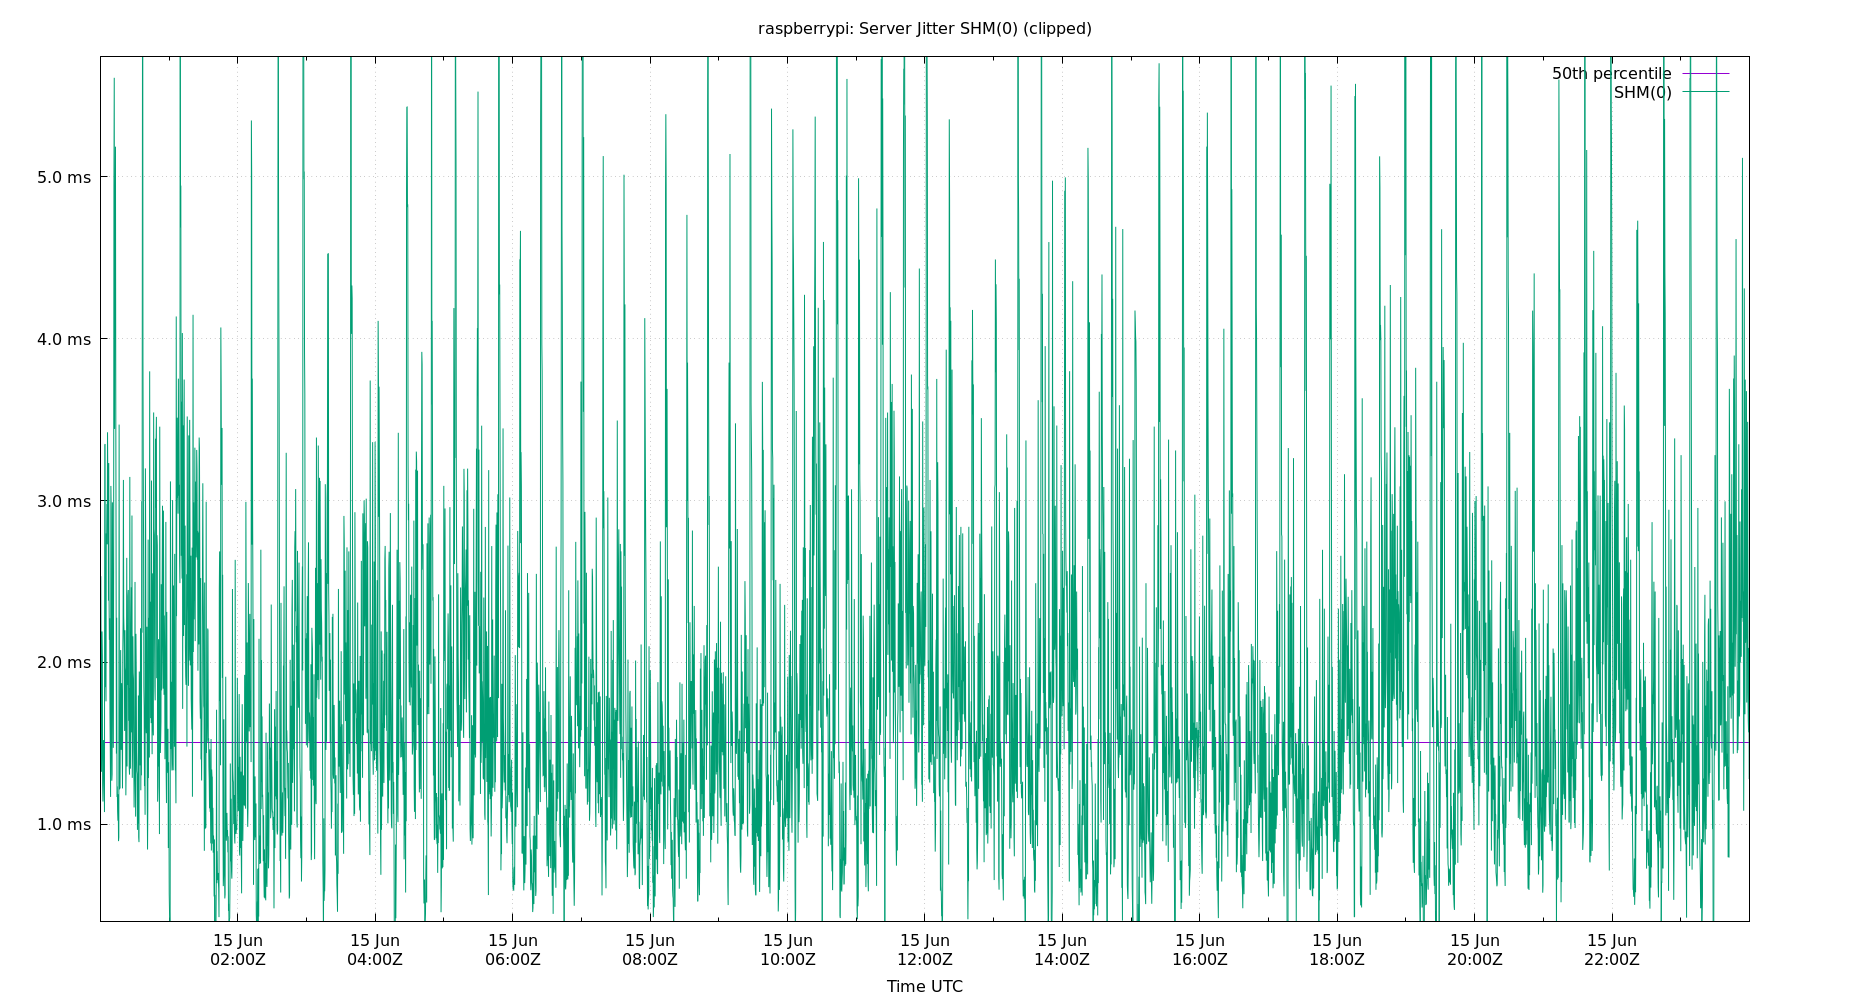 raspberrypi: Server Jitter SHM(0) (clipped)
50th percentile
SHM(0)
5.0 ms
4.0 ms
3.0 ms
2.0 ms
1.0 ms
15 Jun 15 Jun 15 Jun 15 Jun 15 Jun 15 Jun 15 Jun 15 Jun 15 Jun 15 Jun 15 Jun
02:00Z 04:00Z 06:00Z 08:00Z 10:00Z 12:00Z 14:00Z 16:00Z 18:00Z 20:00Z 22:00Z
Time UTC